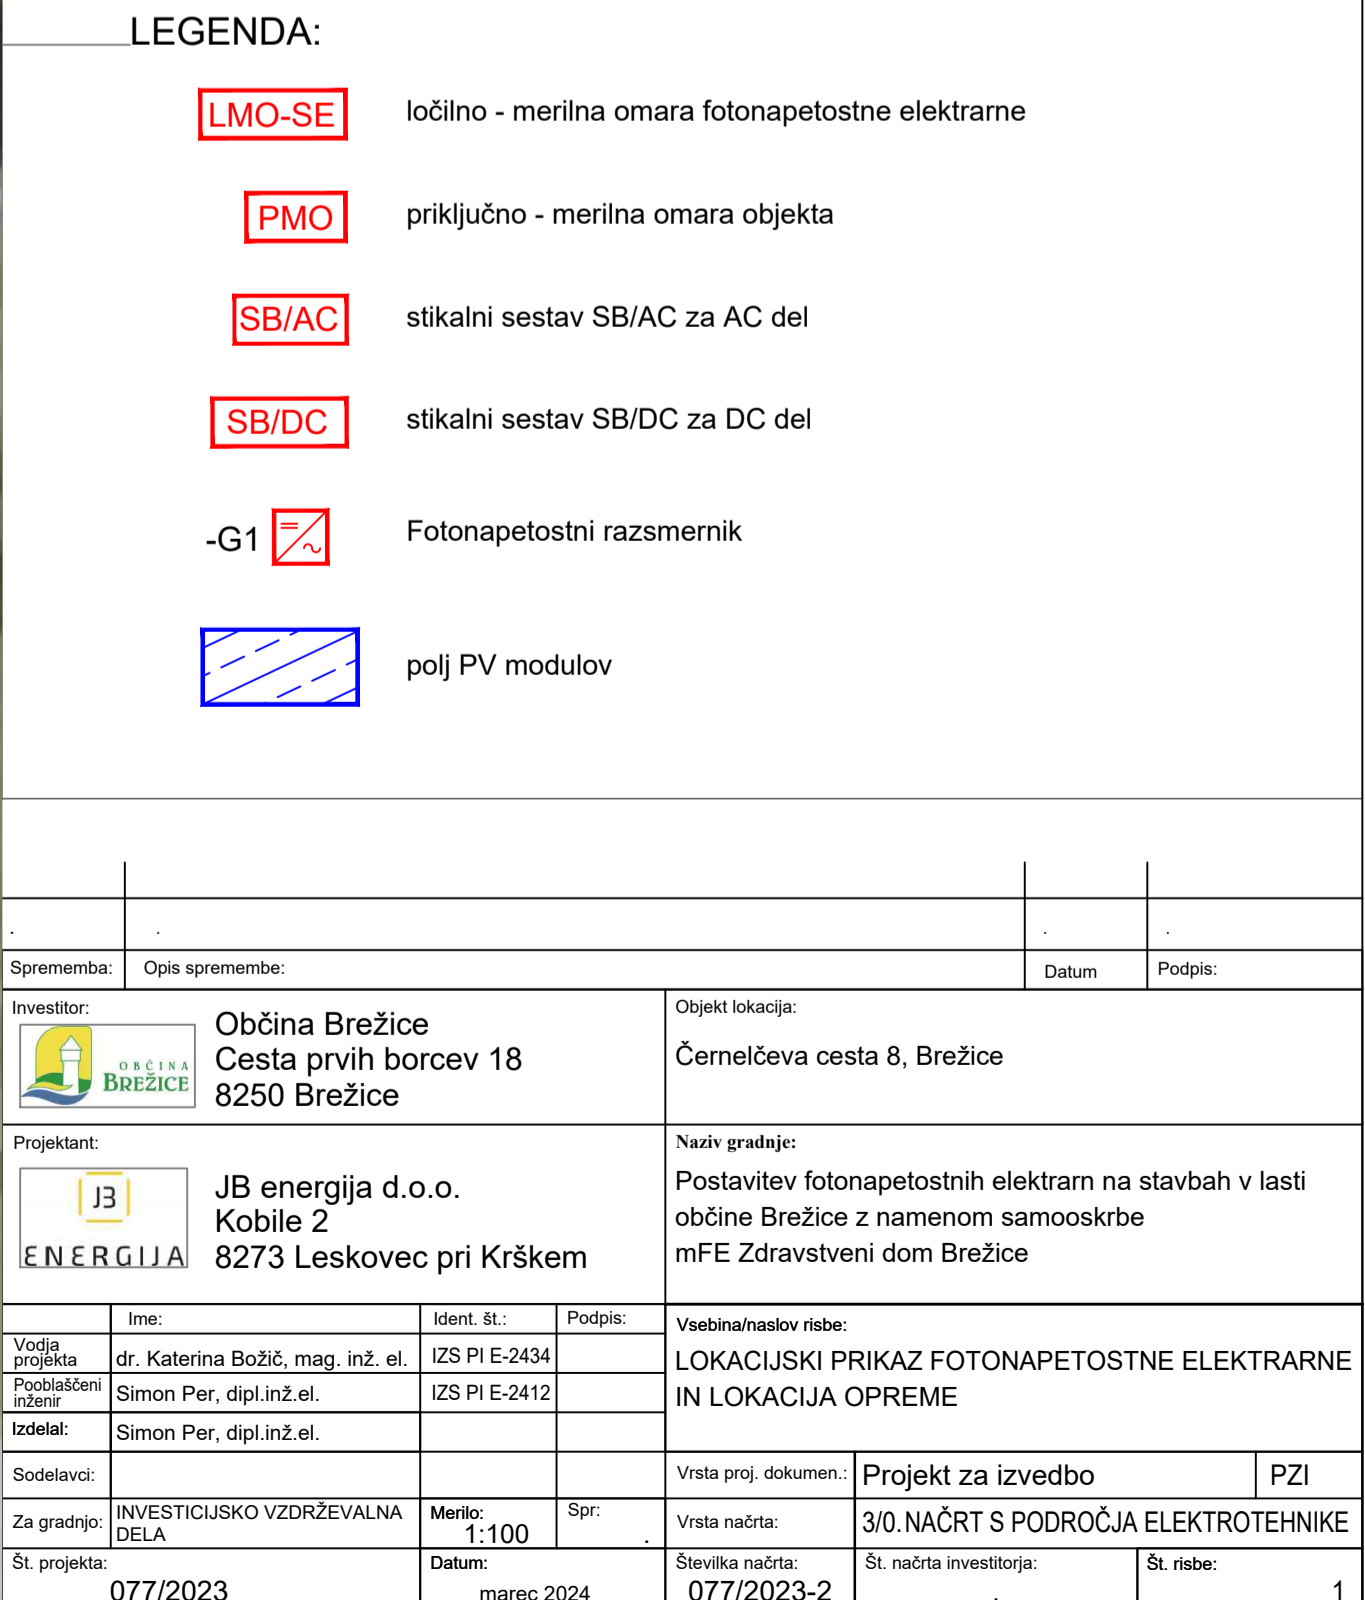 LEGENDA:
LMO-SE ločilno - merilna omara fotonapetostne elektrarne
PMO priključno - merilna omara objekta
SB/AC stikalni sestav SB/AC za AC del
SB/DC stikalni sestav SB/DC za DC del
-G1 Fotonapetostni razsmernik
polj PV modulov
. . . .
Sprememba: Opis spremembe: Datum Podpis:
Investitor:
OBČINA
BREŽICE
Občina Brežice
Cesta prvih borcev 18
8250 Brežice
Objekt lokacija:
Černelčeva cesta 8, Brežice
Projektant:
JB
ENERGIJA
JB energija d.o.o.
Kobile 2
8273 Leskovec pri Krškem
Naziv gradnje:
Postavitev fotonapetostnih elektrarn na stavbah v lasti
občine Brežice z namenom samooskrbe
mFE Zdravstveni dom Brežice
Ime: Ident. št.: Podpis:
Vodja
projekta
dr. Katerina Božič, mag. inž. el. IZS PI E-2434
Pooblaščeni
inženir
Simon Per, dipl.inž.el. IZS PI E-2412
Izdelal: Simon Per, dipl.inž.el.
Vsebina/naslov risbe:
LOKACIJSKI PRIKAZ FOTONAPETOSTNE ELEKTRARNE
IN LOKACIJA OPREME
Sodelavci:
Vrsta proj. dokumen.: Projekt za izvedbo PZI
Za gradnjo: INVESTICIJSKO VZDRŽEVALNA
DELA
Merilo:
1:100
Spr:
.
Vrsta načrta: 3/0.NAČRT S PODROČJA ELEKTROTEHNIKE
Št. projekta:
077/2023
Datum:
marec 2024
Številka načrta:
077/2023-2
Št. načrta investitorja:
.
Št. risbe:
1